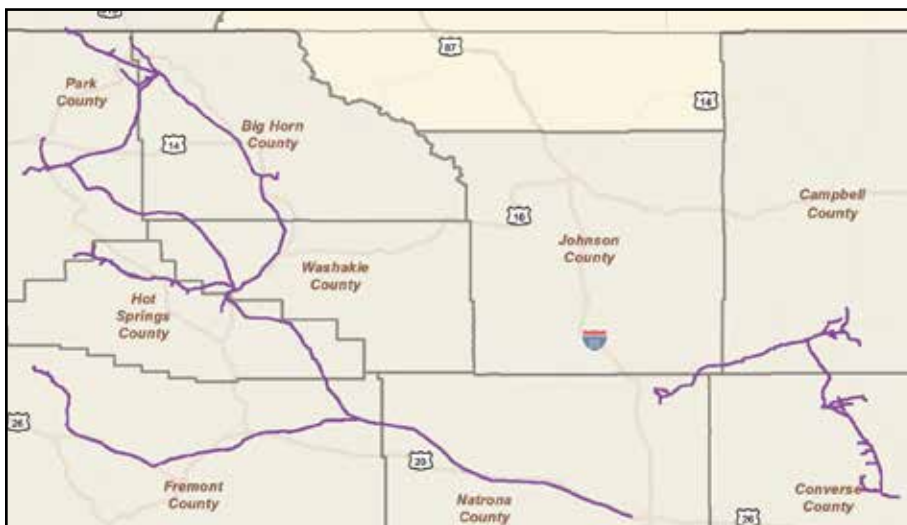 87
14
Park
County
Big Horn
County
14
Campbell
County
16
Johnson
County
Washakie
County
Hot
Springs
County
26
20
Fremont
County
Natrona
County
Converse
County
26